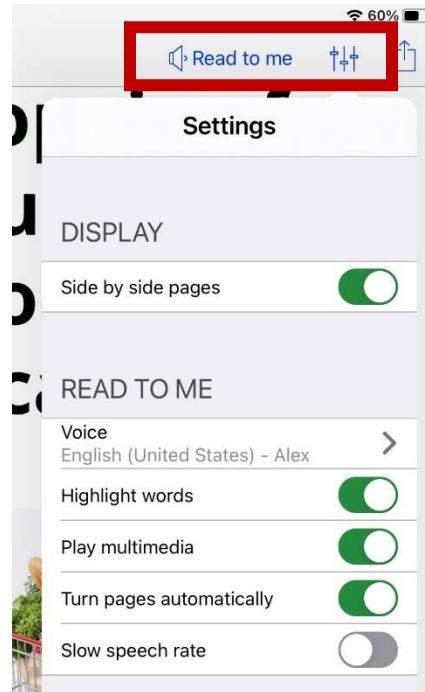 60%
Read to me
Settings
DISPLAY
Side by side pages
READ TO ME
Voice
English (United States) - Alex
Highlight words
Play multimedia
Turn pages automatically
Slow speech rate